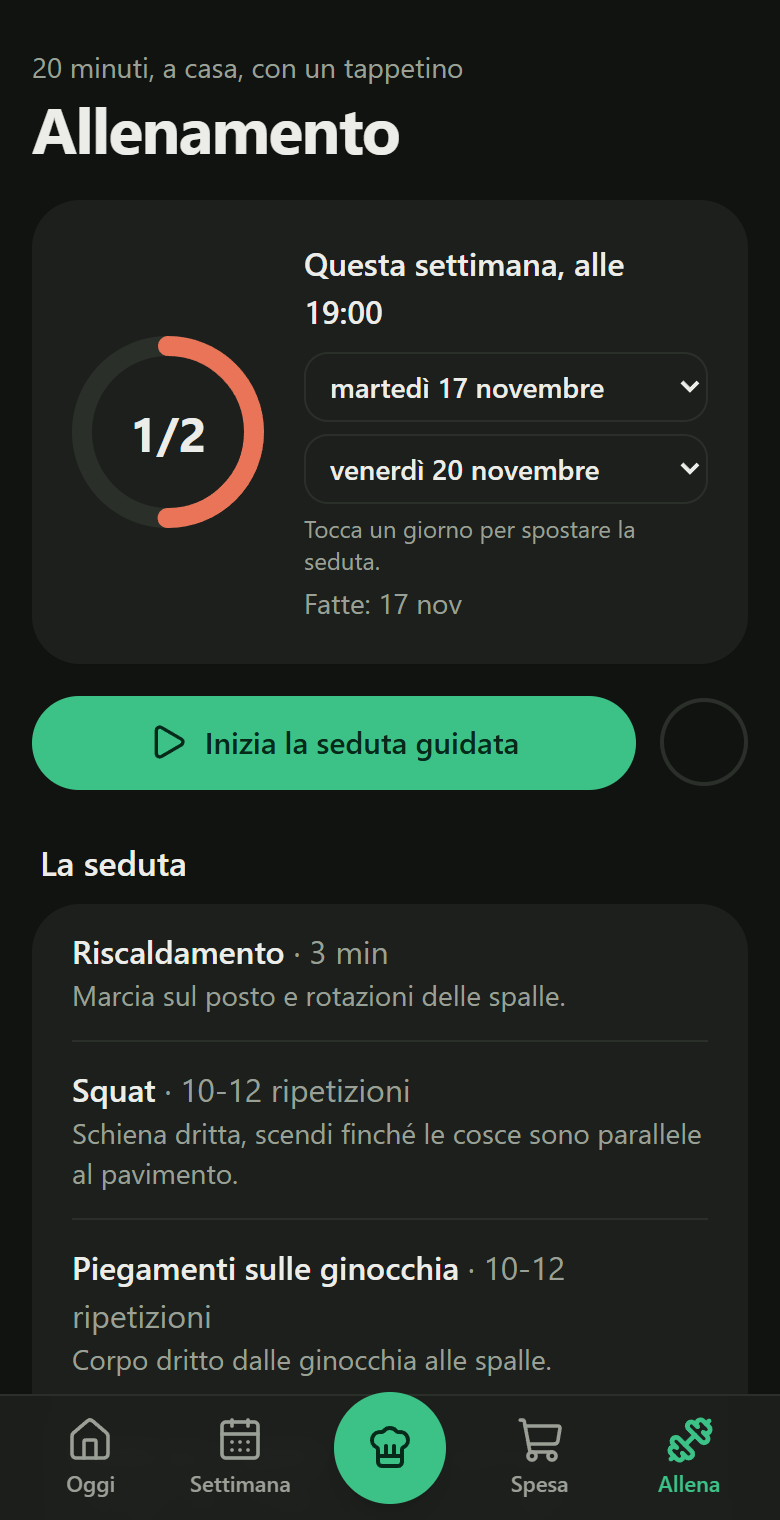 20 minuti, a casa, con un tappetino
Allenamento
Questa settimana, alle
19:00
1/2
martedì 17 novembre
venerdì 20 novembre
Tocca un giorno per spostare la
seduta.
Fatte: 17 nov
Inizia la seduta guidata
La seduta
Riscaldamento · 3 min
Marcia sul posto e rotazioni delle spalle.
Squat · 10-12 ripetizioni
Schiena dritta, scendi finché le cosce sono parallele
al pavimento.
Piegamenti sulle ginocchia · 10-12
ripetizioni
Corpo dritto dalle ginocchia alle spalle.
Oggi
Settimana
Spesa
Allena